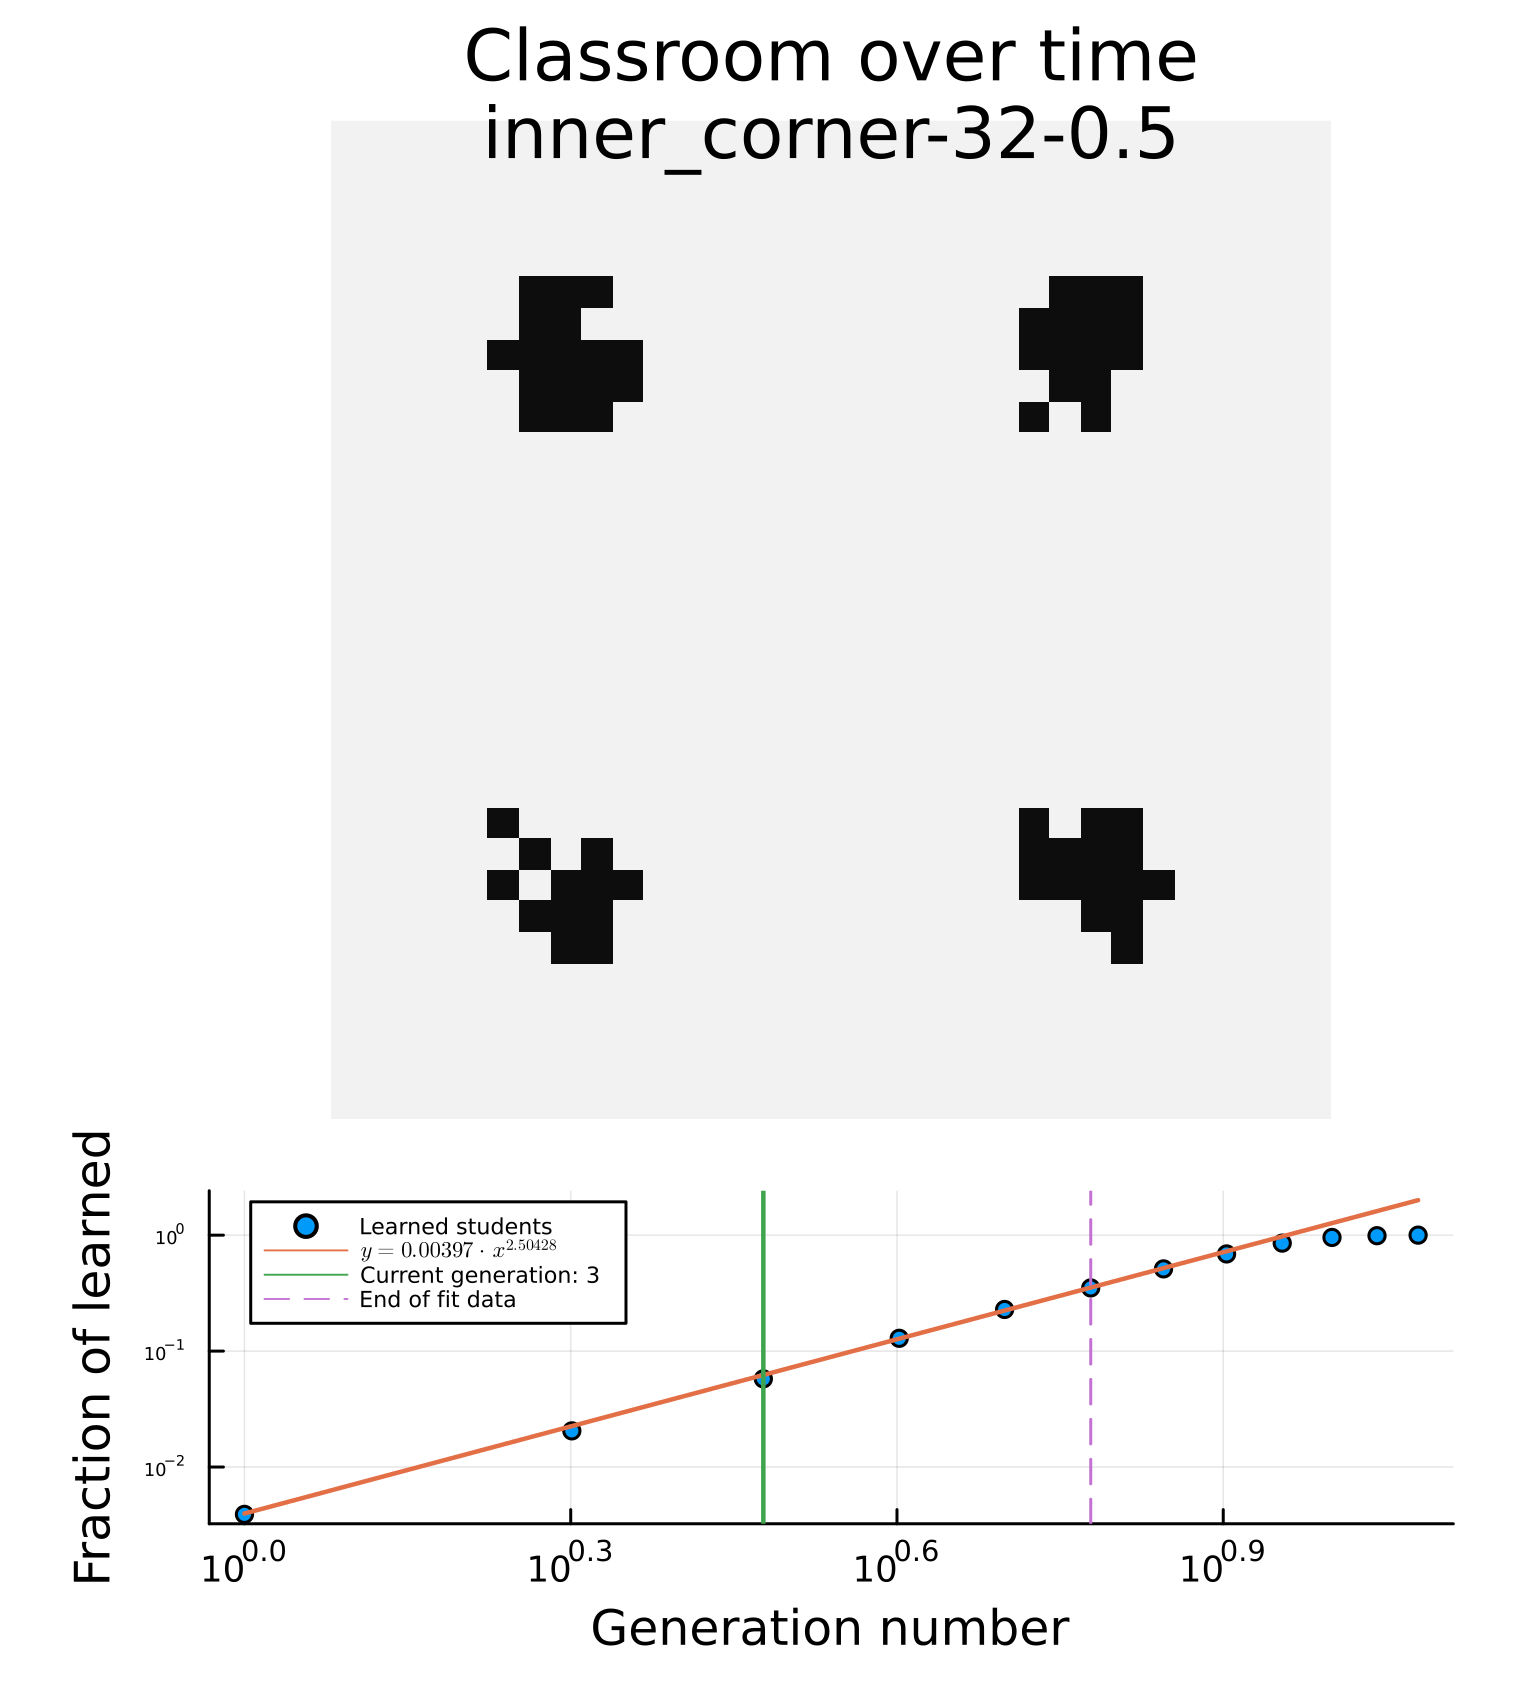 Classroom over time
inner_corner-32-0.5
Fraction of learned
10^0
10^−1
10^−2
Learned students
y = 0.00397 · x^2.50428
Current generation: 3
End of fit data
10^0.0 10^0.3 10^0.6 10^0.9
Generation number